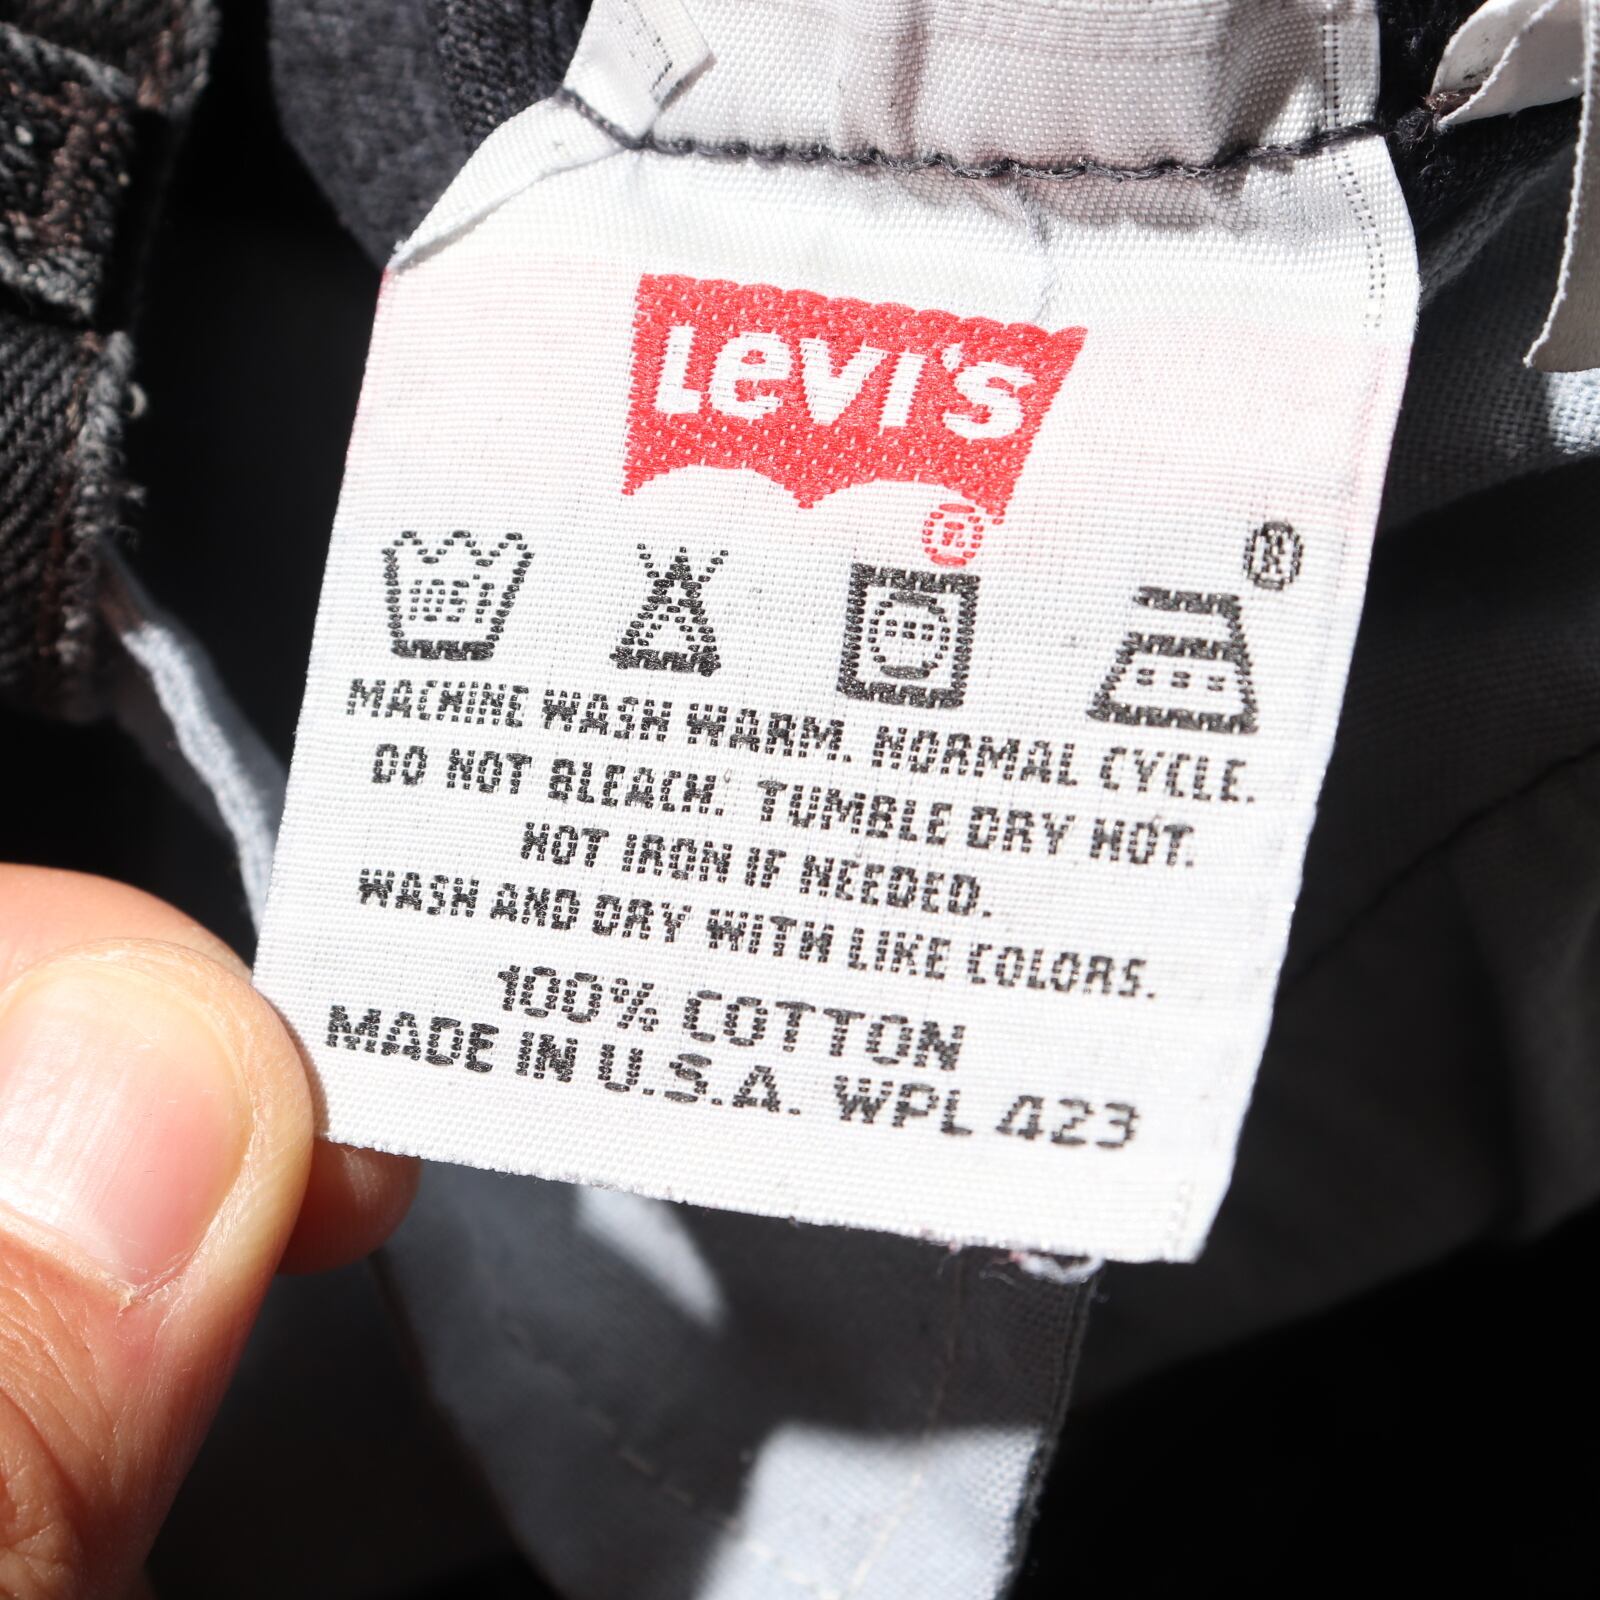 Levi's
®
®
105°F
MACHINE WASH WARM. NORMAL CYCLE.
DO NOT BLEACH. TUMBLE DRY HOT.
HOT IRON IF NEEDED.
WASH AND DRY WITH LIKE COLORS.
100% COTTON
MADE IN U.S.A. WPL 423